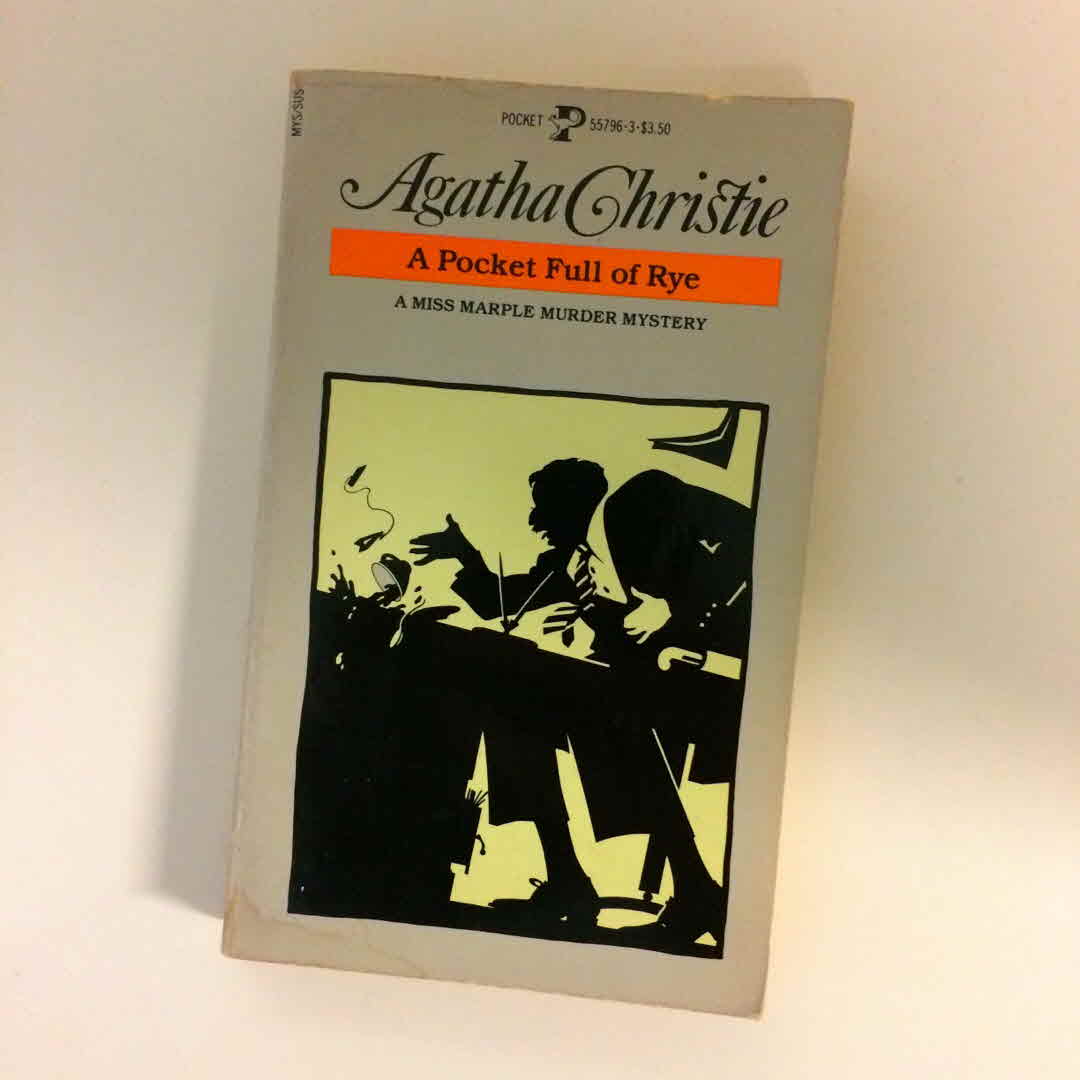 MYS/SUS
POCKET P 55796-3•$3.50
Agatha Christie
A Pocket Full of Rye
A MISS MARPLE MURDER MYSTERY